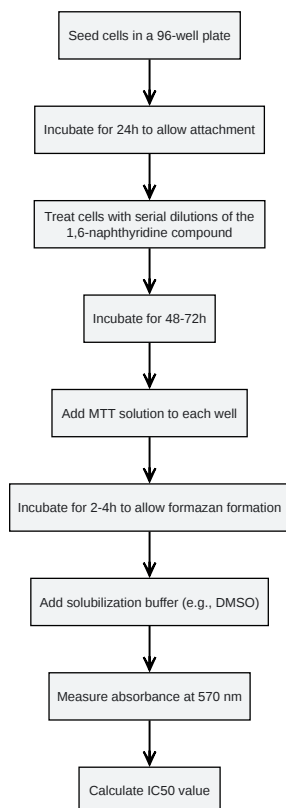 Seed cells in a 96-well plate
Incubate for 24h to allow attachment
Treat cells with serial dilutions of the
1,6-naphthyridine compound
Incubate for 48-72h
Add MTT solution to each well
Incubate for 2-4h to allow formazan formation
Add solubilization buffer (e.g., DMSO)
Measure absorbance at 570 nm
Calculate IC50 value